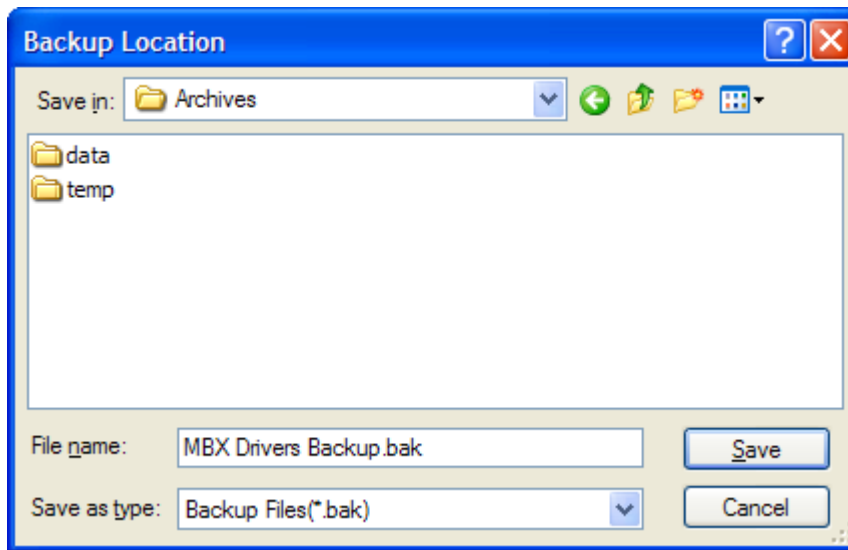 Backup Location
Save in: Archives
data
temp
File name: MBX Drivers Backup.bak Save
Save as type: Backup Files(*.bak) Cancel